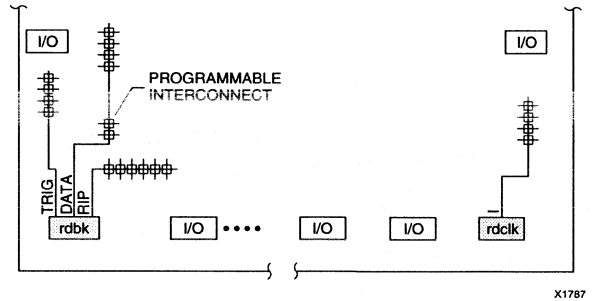 I/O
I/O
PROGRAMMABLE
INTERCONNECT
TRIG
DATA
RIP
I
rdbk
I/O
I/O
I/O
rdclk
X1787